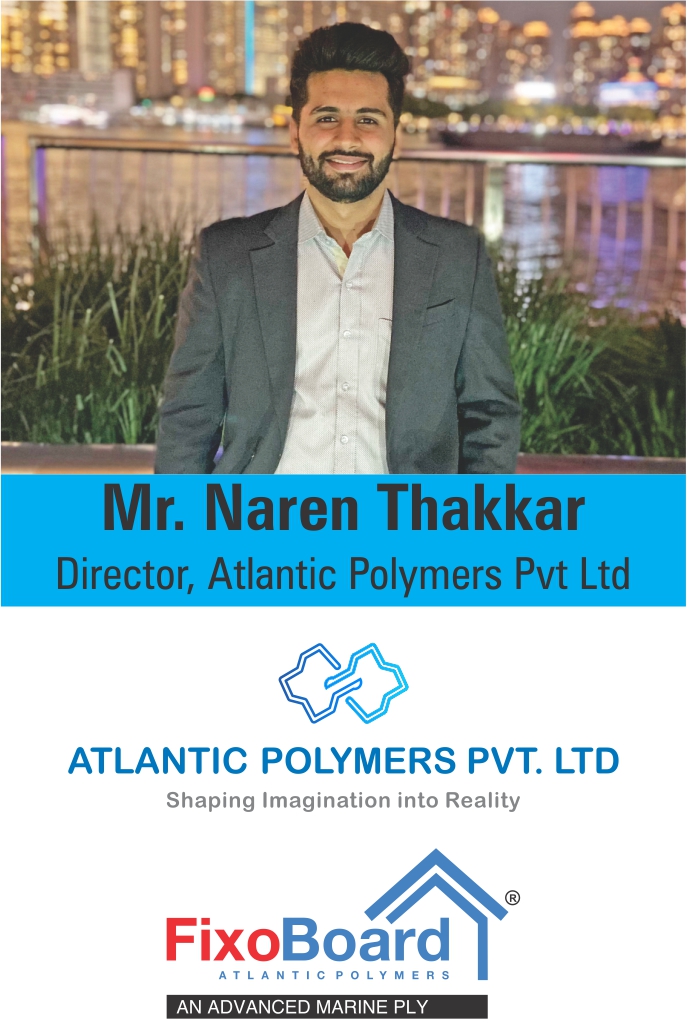 Mr. Naren Thakkar
Director, Atlantic Polymers Pvt Ltd
ATLANTIC POLYMERS PVT. LTD
Shaping Imagination into Reality
®
FixoBoard
ATLANTIC POLYMERS
AN ADVANCED MARINE PLY